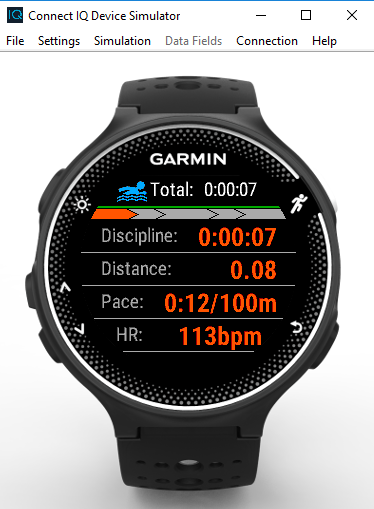 IQ Connect IQ Device Simulator
File Settings Simulation Data Fields Connection Help
GARMIN
Total: 0:00:07
Discipline: 0:00:07
Distance: 0.08
Pace: 0:12/100m
HR: 113bpm